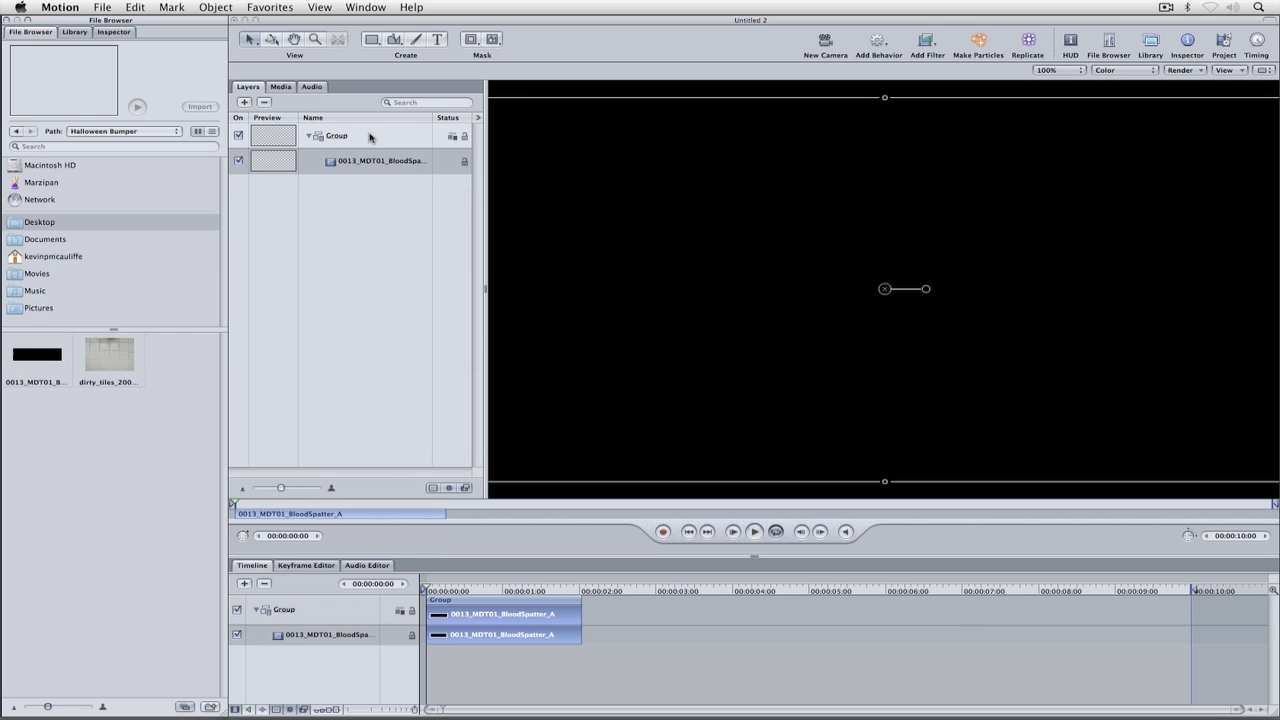 Motion File Edit Mark Object Favorites View Window Help
File Browser
Untitled 2
File Browser Library Inspector
Import
Path: Halloween Bumper
Search
Macintosh HD
Marzipan
Network
Desktop
Documents
kevinpmcauliffe
Movies
Music
Pictures
0013_MDT01_B... dirty_tiles_200...
View Create Mask
New Camera Add Behavior Add Filter Make Particles Replicate HUD File Browser Library Inspector Project Timing
100% Color Render View
Layers Media Audio
Search
On Preview Name Status
Group
0013_MDT01_BloodSpa...
0013_MDT01_BloodSpatter_A
00:00:00:00
00:00:10:00
Timeline Keyframe Editor Audio Editor
00:00:00:00
00:00:00:00 00:00:01:00 00:00:02:00 00:00:03:00 00:00:04:00 00:00:05:00 00:00:06:00 00:00:07:00 00:00:08:00 00:00:09:00 00:00:10:00
Group
Group
0013_MDT01_BloodSpatter_A
0013_MDT01_BloodSpa...
0013_MDT01_BloodSpatter_A